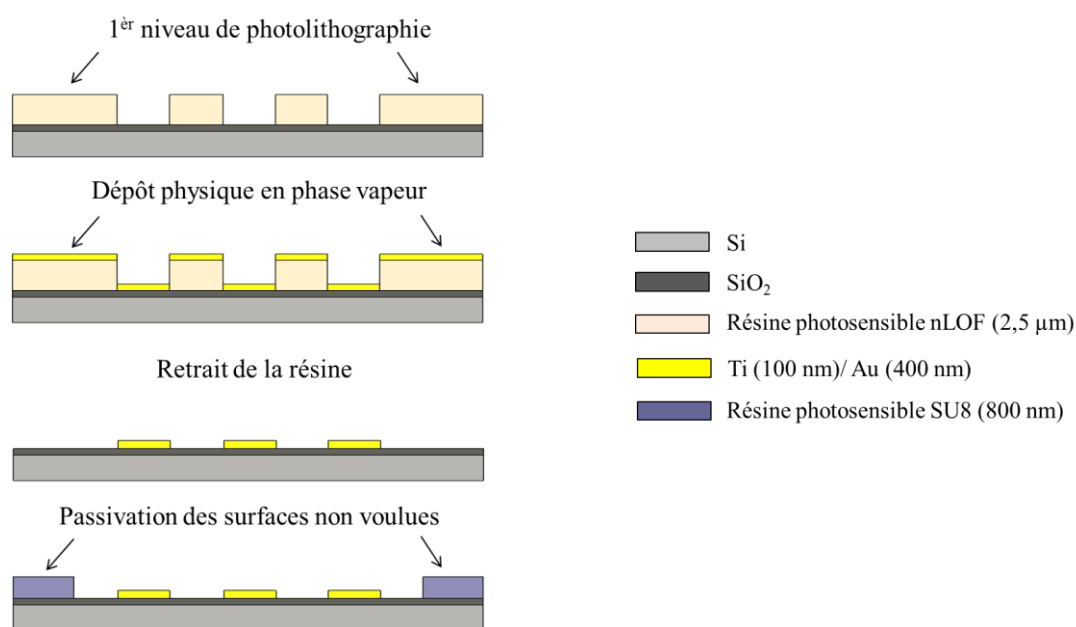 1èr niveau de photolithographie
Dépôt physique en phase vapeur
Retrait de la résine
Passivation des surfaces non voulues
Si
SiO2
Résine photosensible nLOF (2,5 µm)
Ti (100 nm)/ Au (400 nm)
Résine photosensible SU8 (800 nm)